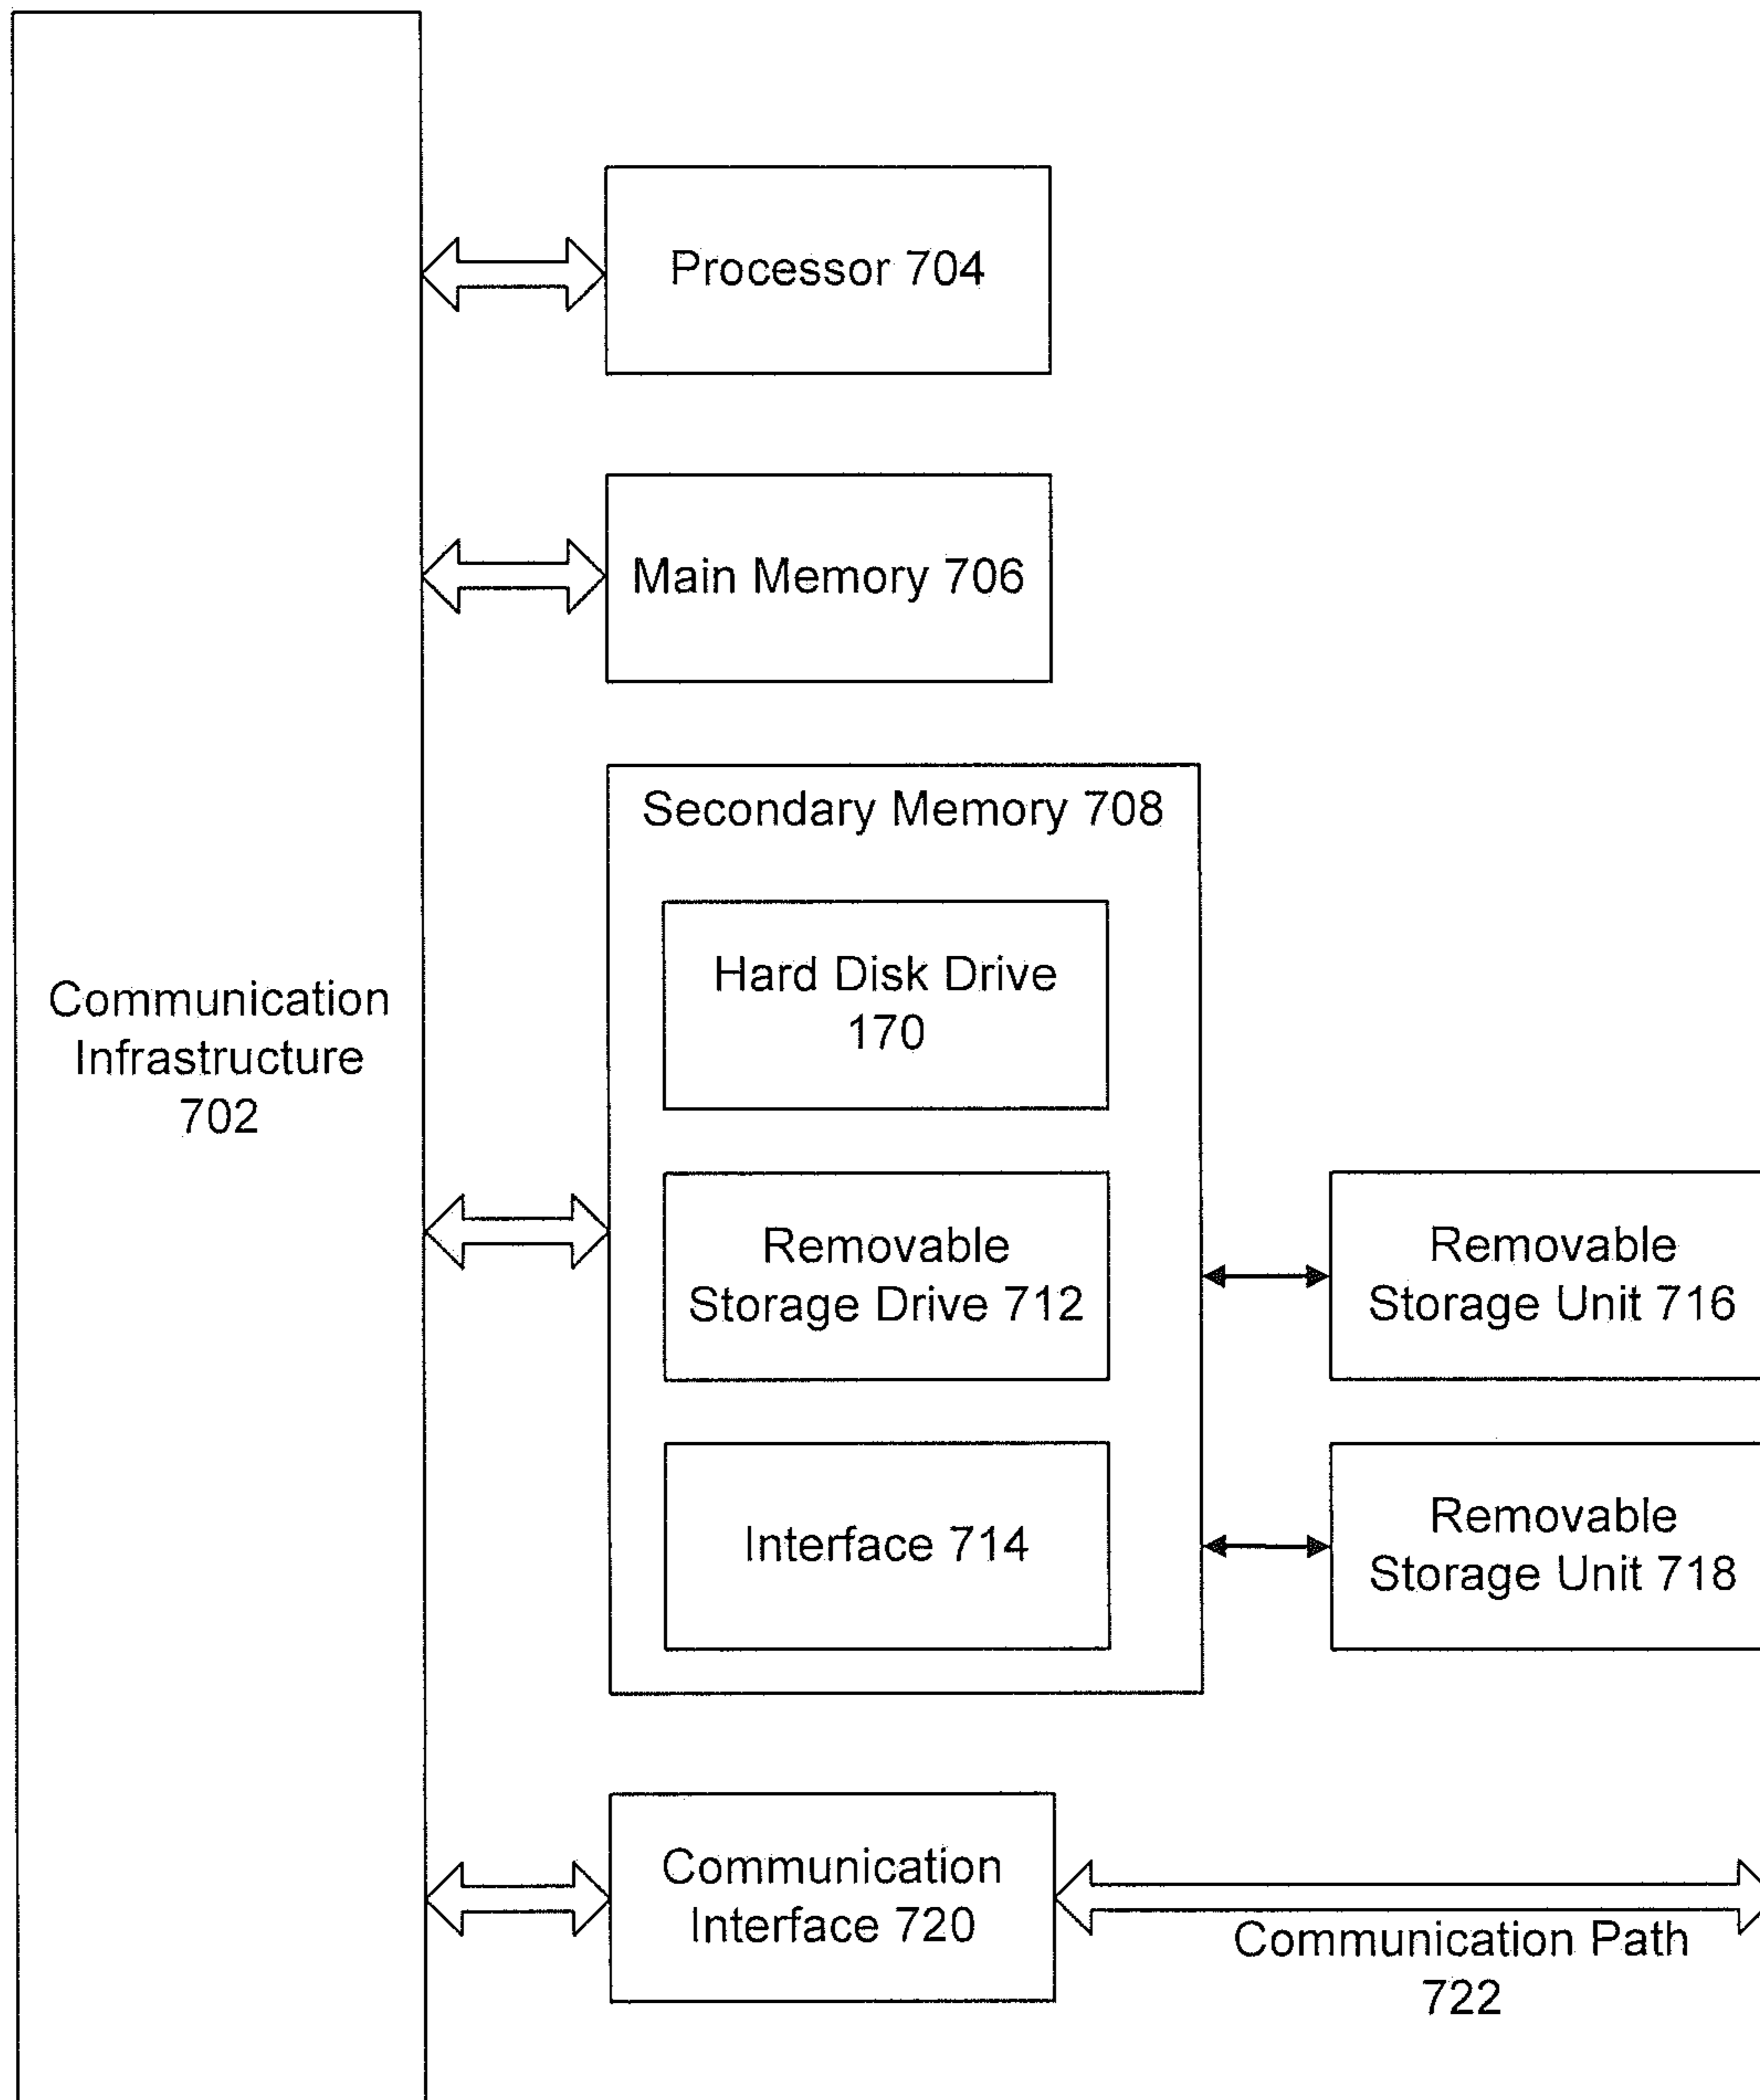 Processor 704
Main Memory 706
Secondary Memory 708
Hard Disk Drive
170
Communication
Infrastructure
702
Removable
Storage Drive 712
Removable
Storage Unit 716
Interface 714
Removable
Storage Unit 718
Communication
Interface 720
Communication Path
722